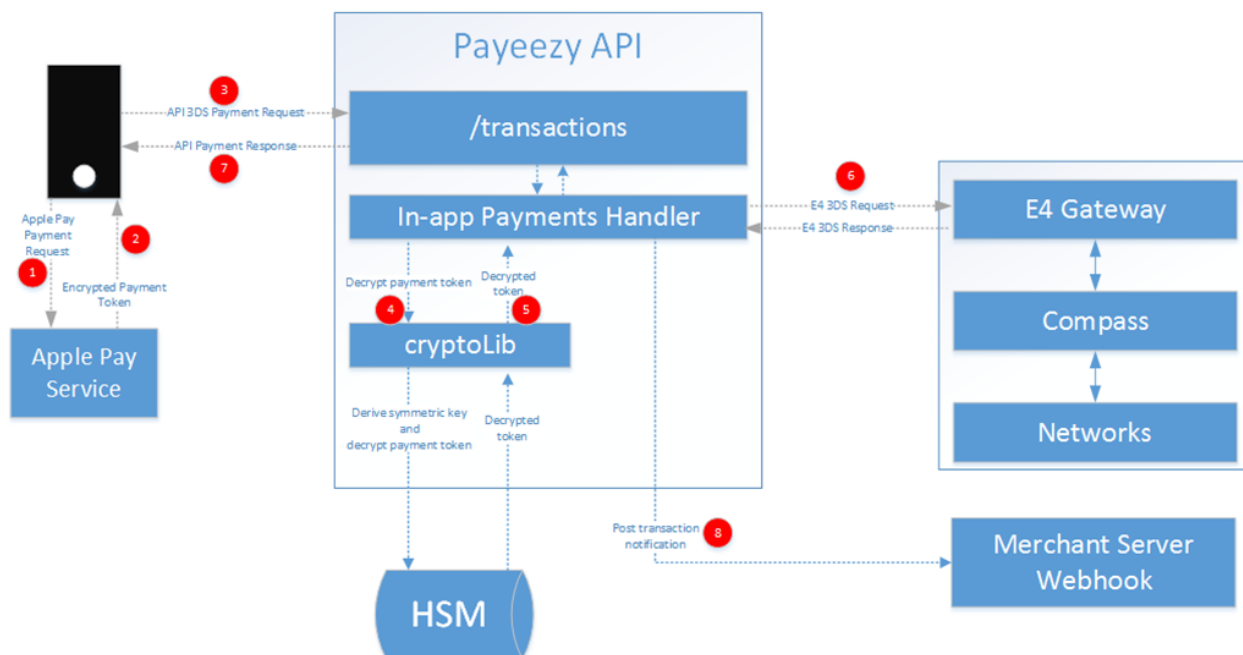 Payeezy API
3
API 3DS Payment Request
/transactions
API Payment Response
7
6
In-app Payments Handler
E4 3DS Request
E4 3DS Response
E4 Gateway
Apple Pay
Payment
Request
2
1
Encrypted Payment
Token
Decrypt payment token
Decrypted
token
4
5
Compass
Apple Pay
Service
cryptoLib
Derive symmetric key
and
decrypt payment token
Decrypted
token
Networks
Post transaction
notification
8
Merchant Server
Webhook
HSM